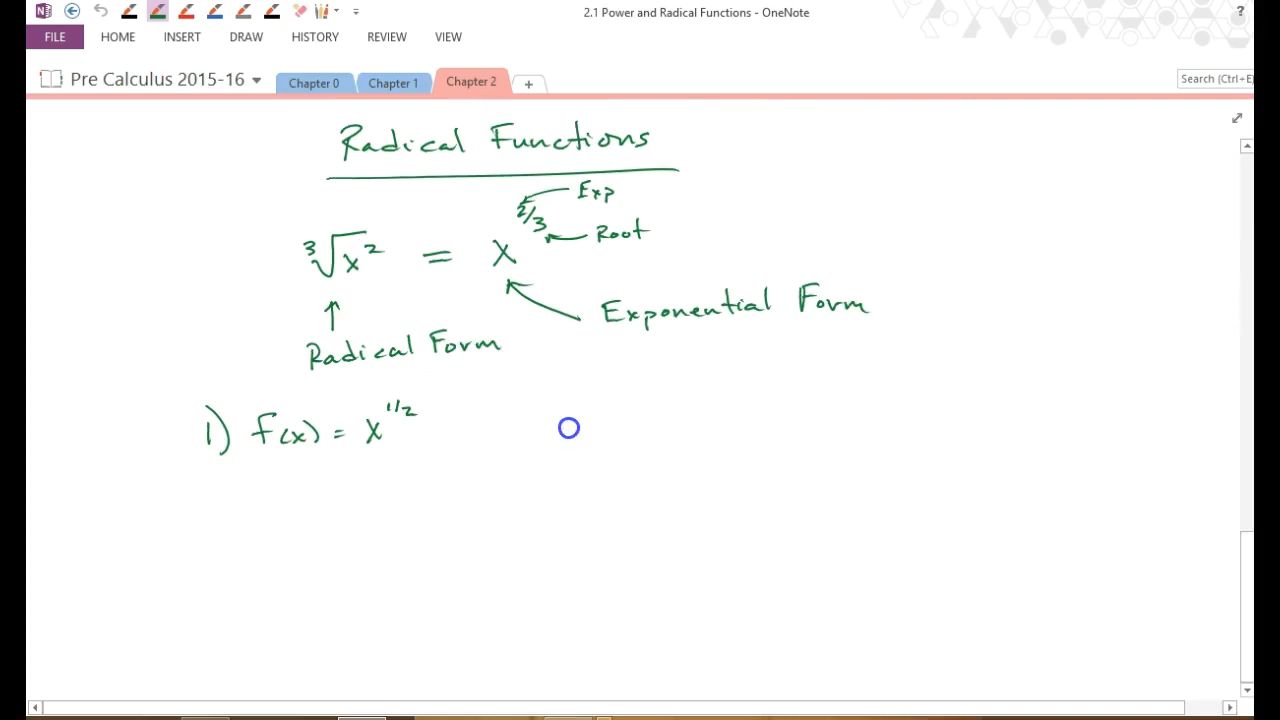 2.1 Power and Radical Functions - OneNote
?
FILE HOME INSERT DRAW HISTORY REVIEW VIEW
Pre Calculus 2015-16 Chapter 0 Chapter 1 Chapter 2 +
Search (Ctrl+E)
Radical Functions
∛x² = x^2/3
Exp
Root
Exponential Form
Radical Form
1) f(x) = x^1/2